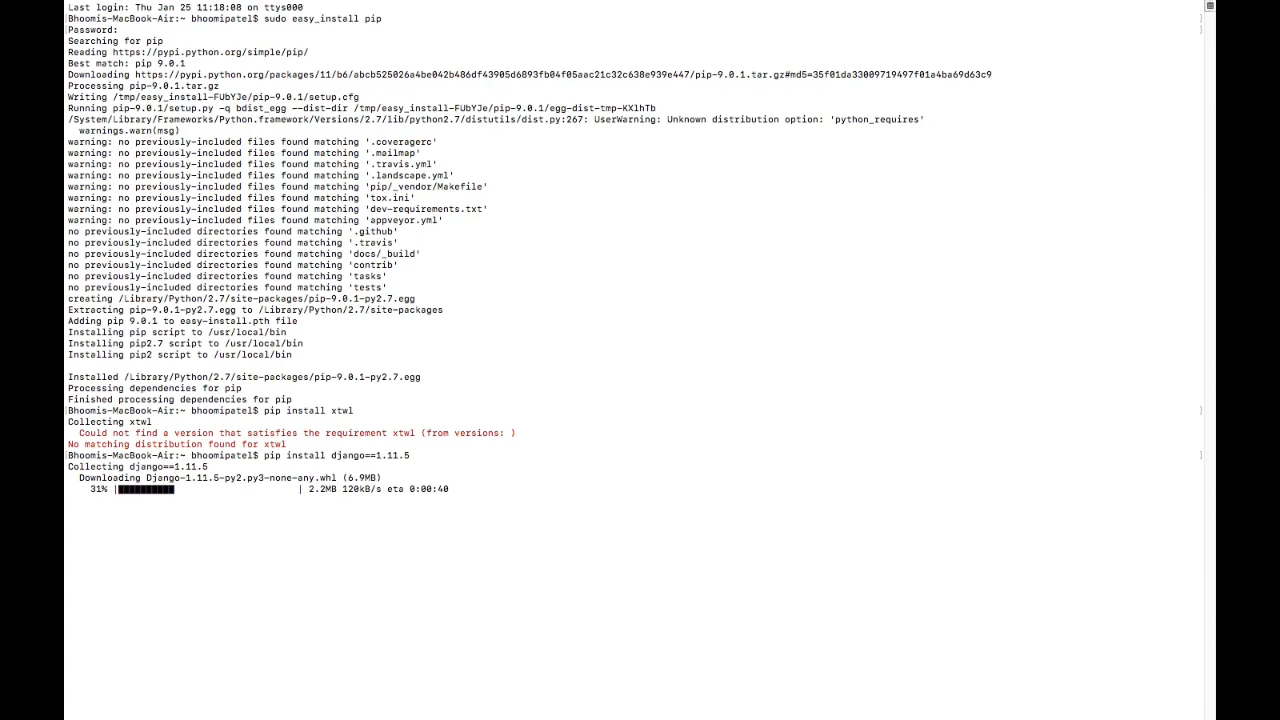 Last login: Thu Jan 25 11:18:08 on ttys000
Bhoomis-MacBook-Air:~ bhoomipatel$ sudo easy_install pip
Password:
Searching for pip
Reading https://pypi.python.org/simple/pip/
Best match: pip 9.0.1
Downloading https://pypi.python.org/packages/11/b6/abcb525026a4be042b486df43905d6893fb04f05aac21c32c638e939e447/pip-9.0.1.tar.gz#md5=35f01da33009719497f01a4ba69d63c9
Processing pip-9.0.1.tar.gz
Writing /tmp/easy_install-FUbYJe/pip-9.0.1/setup.cfg
Running pip-9.0.1/setup.py -q bdist_egg --dist-dir /tmp/easy_install-FUbYJe/pip-9.0.1/egg-dist-tmp-KXlhTb
/System/Library/Frameworks/Python.framework/Versions/2.7/lib/python2.7/distutils/dist.py:267: UserWarning: Unknown distribution option: 'python_requires'
  warnings.warn(msg)
warning: no previously-included files found matching '.coveragerc'
warning: no previously-included files found matching '.mailmap'
warning: no previously-included files found matching '.travis.yml'
warning: no previously-included files found matching '.landscape.yml'
warning: no previously-included files found matching 'pip/_vendor/Makefile'
warning: no previously-included files found matching 'tox.ini'
warning: no previously-included files found matching 'dev-requirements.txt'
warning: no previously-included files found matching 'appveyor.yml'
no previously-included directories found matching '.github'
no previously-included directories found matching '.travis'
no previously-included directories found matching 'docs/_build'
no previously-included directories found matching 'contrib'
no previously-included directories found matching 'tasks'
no previously-included directories found matching 'tests'
creating /Library/Python/2.7/site-packages/pip-9.0.1-py2.7.egg
Extracting pip-9.0.1-py2.7.egg to /Library/Python/2.7/site-packages
Adding pip 9.0.1 to easy-install.pth file
Installing pip script to /usr/local/bin
Installing pip2.7 script to /usr/local/bin
Installing pip2 script to /usr/local/bin

Installed /Library/Python/2.7/site-packages/pip-9.0.1-py2.7.egg
Processing dependencies for pip
Finished processing dependencies for pip
Bhoomis-MacBook-Air:~ bhoomipatel$ pip install xtwl
Collecting xtwl
  Could not find a version that satisfies the requirement xtwl (from versions: )
No matching distribution found for xtwl
Bhoomis-MacBook-Air:~ bhoomipatel$ pip install django==1.11.5
Collecting django==1.11.5
  Downloading Django-1.11.5-py2.py3-none-any.whl (6.9MB)
    31% |██████████                      | 2.2MB 120kB/s eta 0:00:40